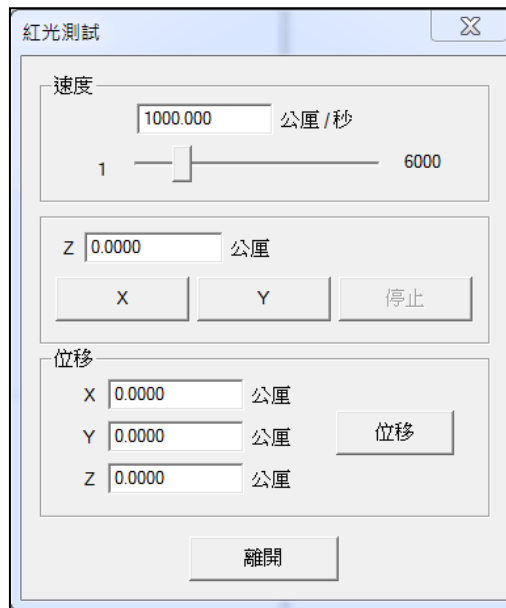 紅光測試
速度
1000.000 公厘/秒
1 6000
Z 0.0000 公厘
X Y 停止
位移
X 0.0000 公厘
Y 0.0000 公厘 位移
Z 0.0000 公厘
離開